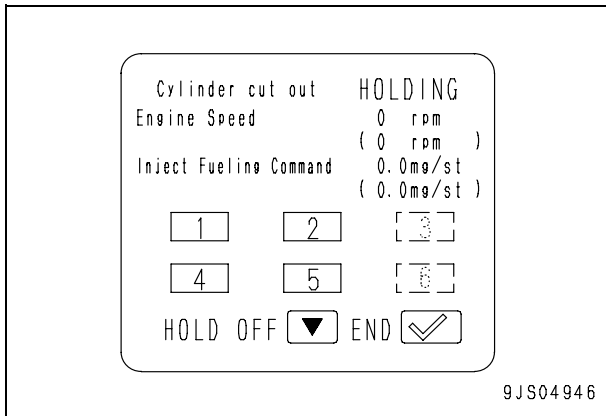 Cylinder cut out HOLDING
Engine Speed 0 rpm
( 0 rpm )
Inject Fueling Command 0.0mg/st
( 0.0mg/st )
1 2 3
4 5 6
HOLD OFF ▼ END ✓
9JS04946